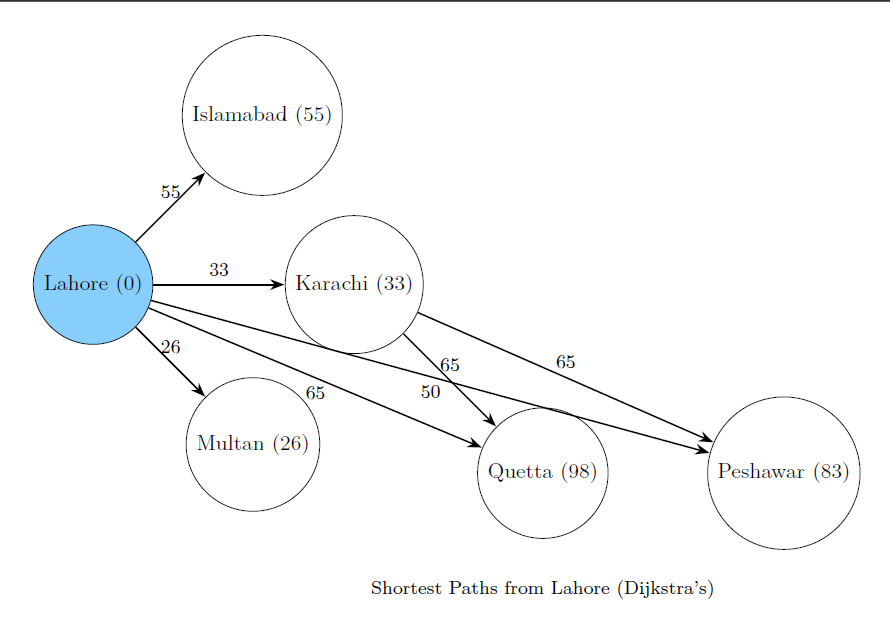 Islamabad (55)
55
33
Lahore (0)
Karachi (33)
26
65
65
65
50
Multan (26)
Quetta (98)
Peshawar (83)
Shortest Paths from Lahore (Dijkstra's)